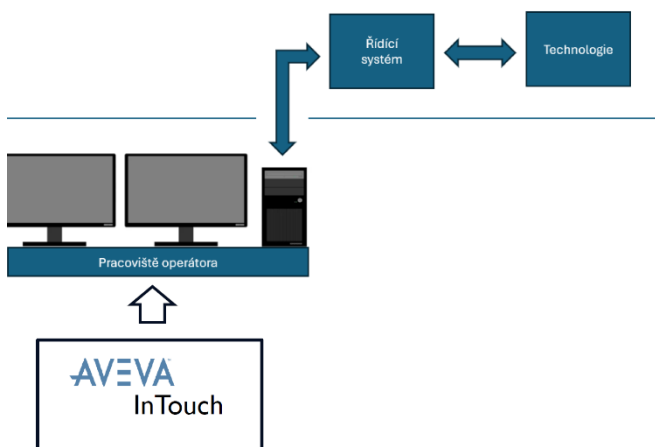 Řídící
systém
Technologie
Pracoviště operátora
AVEVA
InTouch